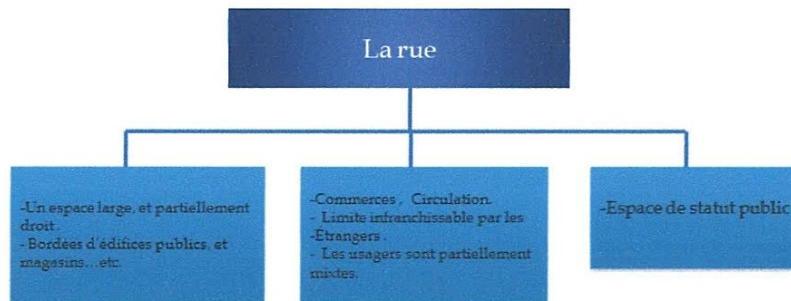 La rue
-Un espace large, et partiellement
droit.
- Bordées d'édifices publics, et
magasins...etc.
-Commerces , Circulation.
- Limite infranchissable par les
-Étrangers .
- Les usagers sont partiellement
mixtes.
-Espace de statut public